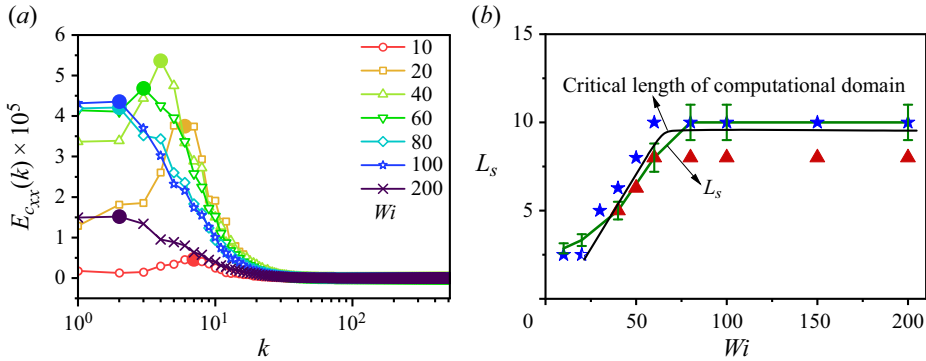 (a)
6
5
4
3
2
1
0
E_{c_{xx}}(k) × 10^5
10^0
10^1
10^2
k
10
20
40
60
80
100
200
Wi
(b)
15
10
5
L_s
0
50
100
150
200
Wi
Critical length of computational domain
L_s